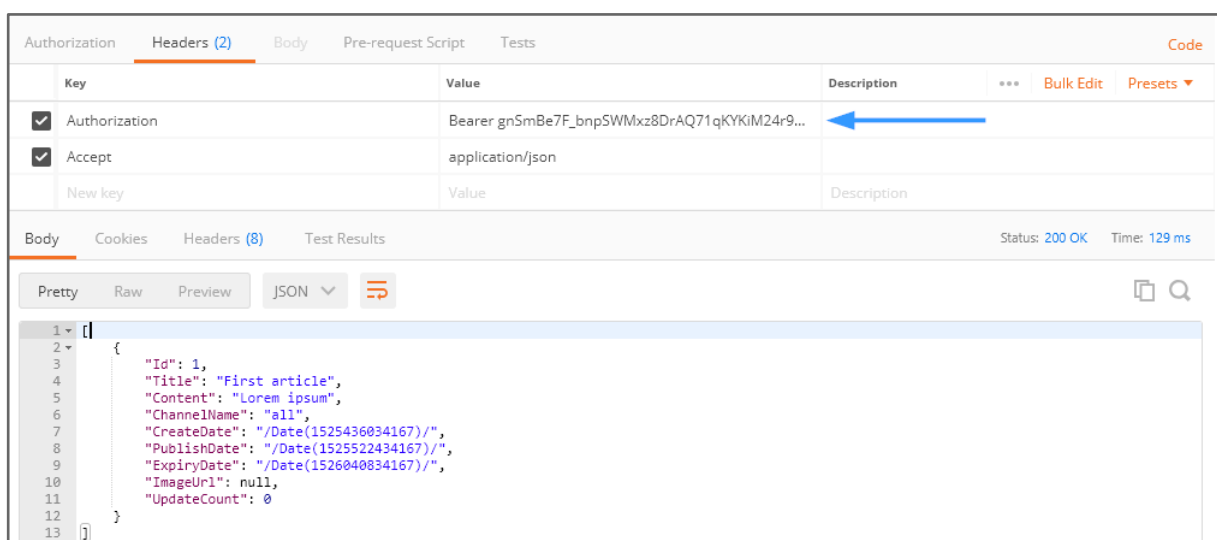 Authorization Headers (2) Body Pre-request Script Tests Code
Key Value Description Bulk Edit Presets
Authorization Bearer gnSmBe7F_bnpSWMxz8DrAQ71qKYKiM24r9...
Accept application/json
New key Value Description
Body Cookies Headers (8) Test Results Status: 200 OK Time: 129 ms
Pretty Raw Preview JSON
1 [
2 {
3 "Id": 1,
4 "Title": "First article",
5 "Content": "Lorem ipsum",
6 "ChannelName": "all",
7 "CreateDate": "/Date(1525436034167)/",
8 "PublishDate": "/Date(1525522434167)/",
9 "ExpiryDate": "/Date(1526040834167)/",
10 "ImageUrl": null,
11 "UpdateCount": 0
12 }
13 ]